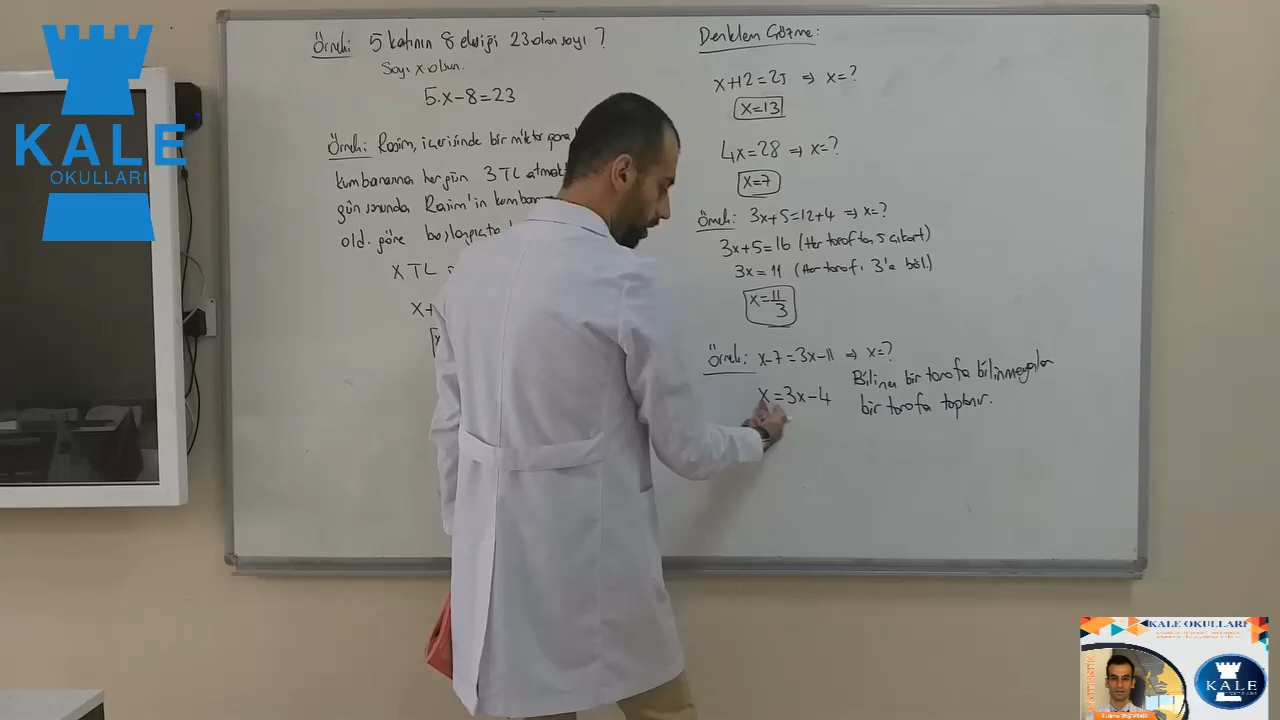 KALE
OKULLARI
Örnek: 5 katının 8 eksiği 23 olan sayı ?
Sayı x olsun.
5.x-8=23
Örnek: Rasim, içerisinde bir miktar para
kumbarasına her gün 3 TL atmakt
gün sonunda Rasim'in kumbara
old. göre başlangıçta
x TL
x+
Denklem Çözme:
x+12=25 ⇒ x=?
x=13
4x=28 ⇒ x=?
x=7
Örnek: 3x+5=12+4 ⇒ x=?
3x+5=16 (Her taraftan 5 çıkart)
3x=11 (Her tarafı 3'e böl.)
x=11/3
Örnek: x-7=3x-11 ⇒ x=?
x=3x-4
Bilinen bir tarafa bilinmeyenler
bir tarafa toplanır.
KALE OKULLARI
KALE